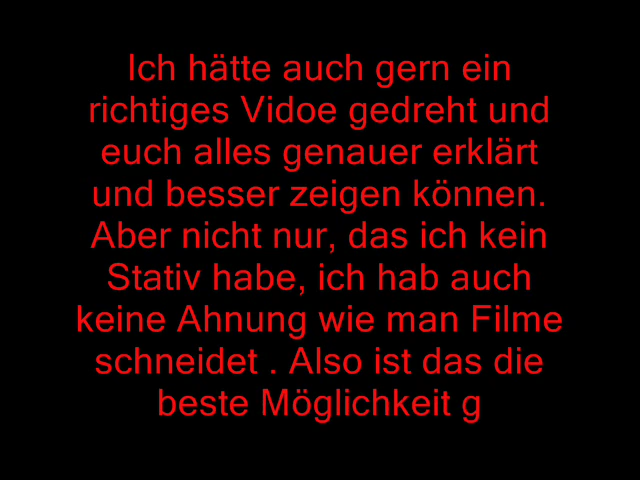 Ich hätte auch gern ein
richtiges Vidoe gedreht und
euch alles genauer erklärt
und besser zeigen können.
Aber nicht nur, das ich kein
Stativ habe, ich hab auch
keine Ahnung wie man Filme
schneidet . Also ist das die
beste Möglichkeit g